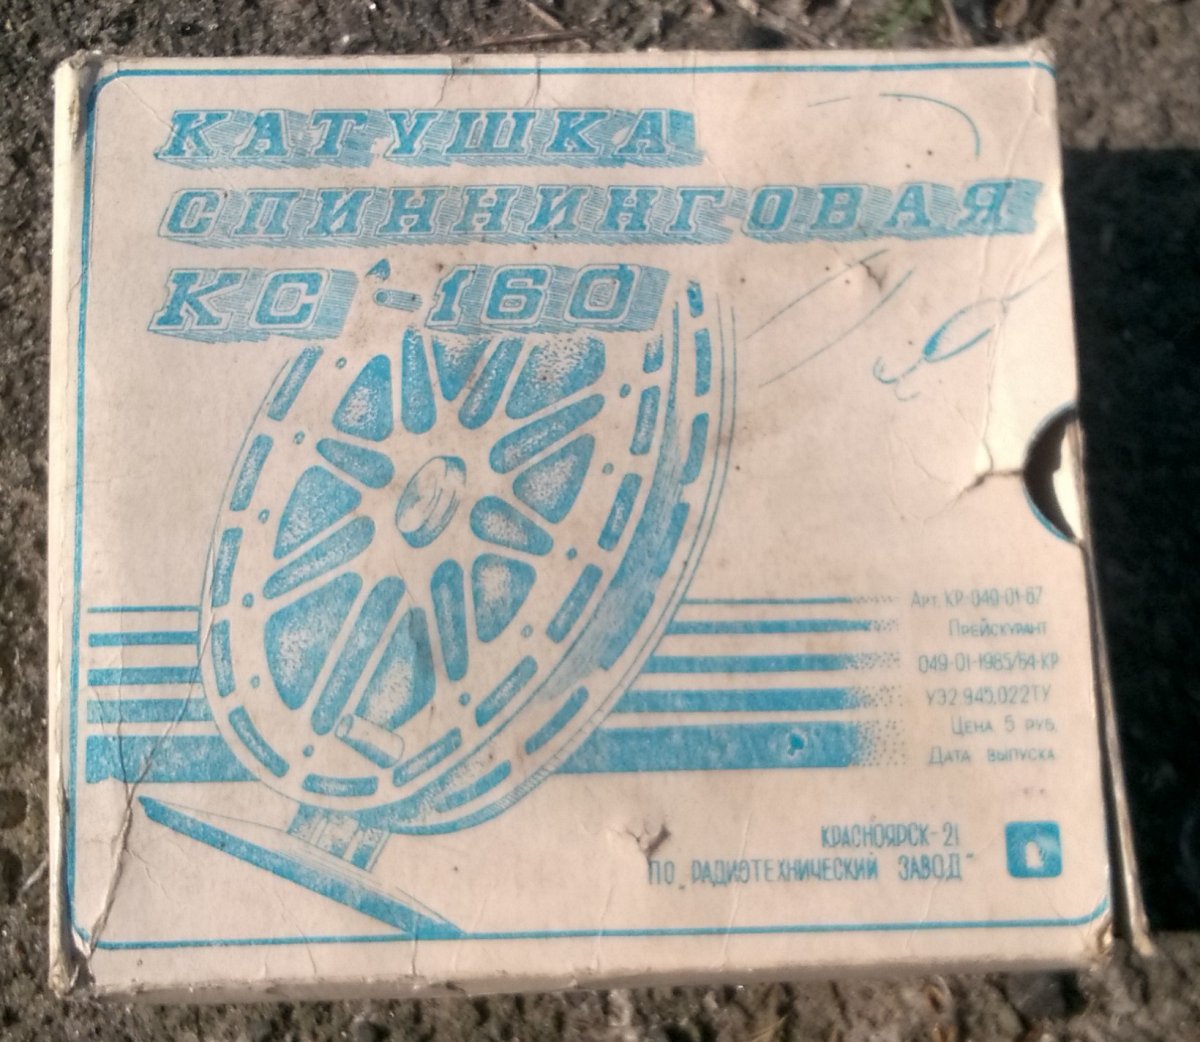 КАТУШКА
СПИННИНГОВАЯ
КС-160
Арт. КР-049-01-67
Прейскурант
049-01-1985/64-КР
УЭ2.945.022ТУ
Цена 5 руб.
Дата выпуска
КРАСНОЯРСК-21
ПО „РАДИОТЕХНИЧЕСКИЙ ЗАВОД"